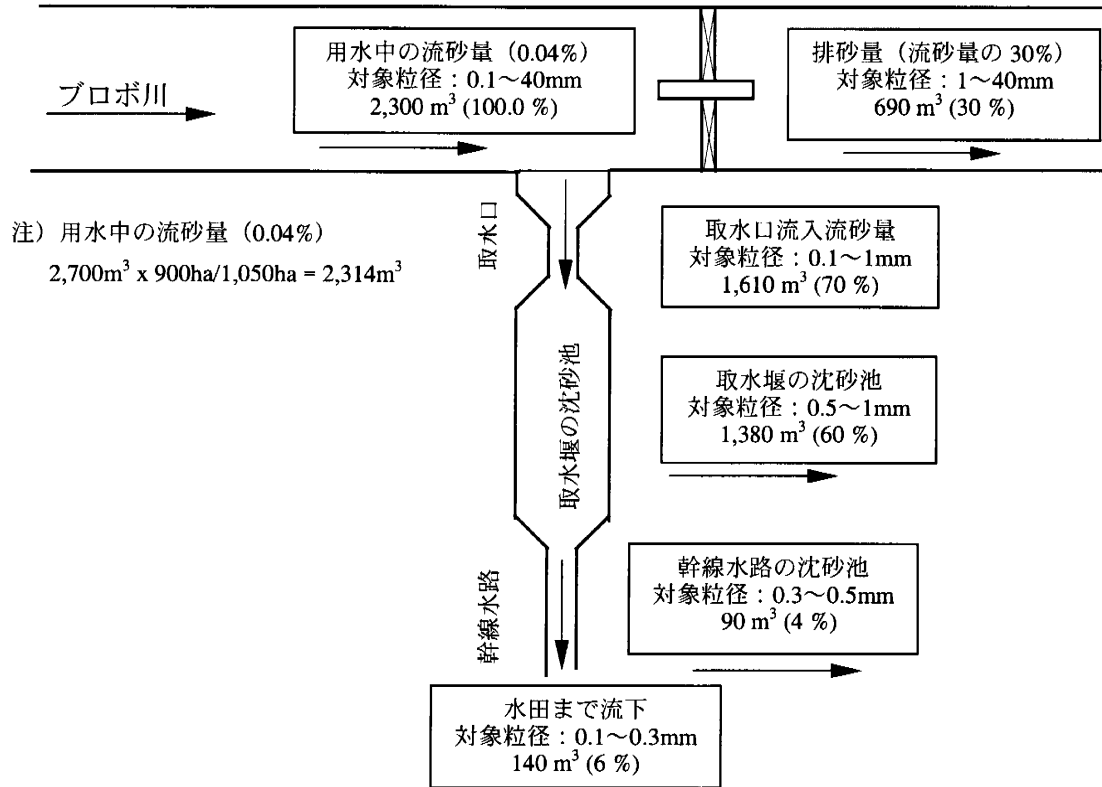 用水中の流砂量（0.04%）
対象粒径：0.1～40mm
2,300 m³ (100.0 %)
排砂量（流砂量の 30%）
対象粒径：1～40mm
690 m³ (30 %)
ブロボ川
注）用水中の流砂量（0.04%）
2,700m³ x 900ha/1,050ha = 2,314m³
取水口
取水口流入流砂量
対象粒径：0.1～1mm
1,610 m³ (70 %)
取水堰の沈砂池
取水堰の沈砂池
対象粒径：0.5～1mm
1,380 m³ (60 %)
幹線水路
幹線水路の沈砂池
対象粒径：0.3～0.5mm
90 m³ (4 %)
水田まで流下
対象粒径：0.1～0.3mm
140 m³ (6 %)